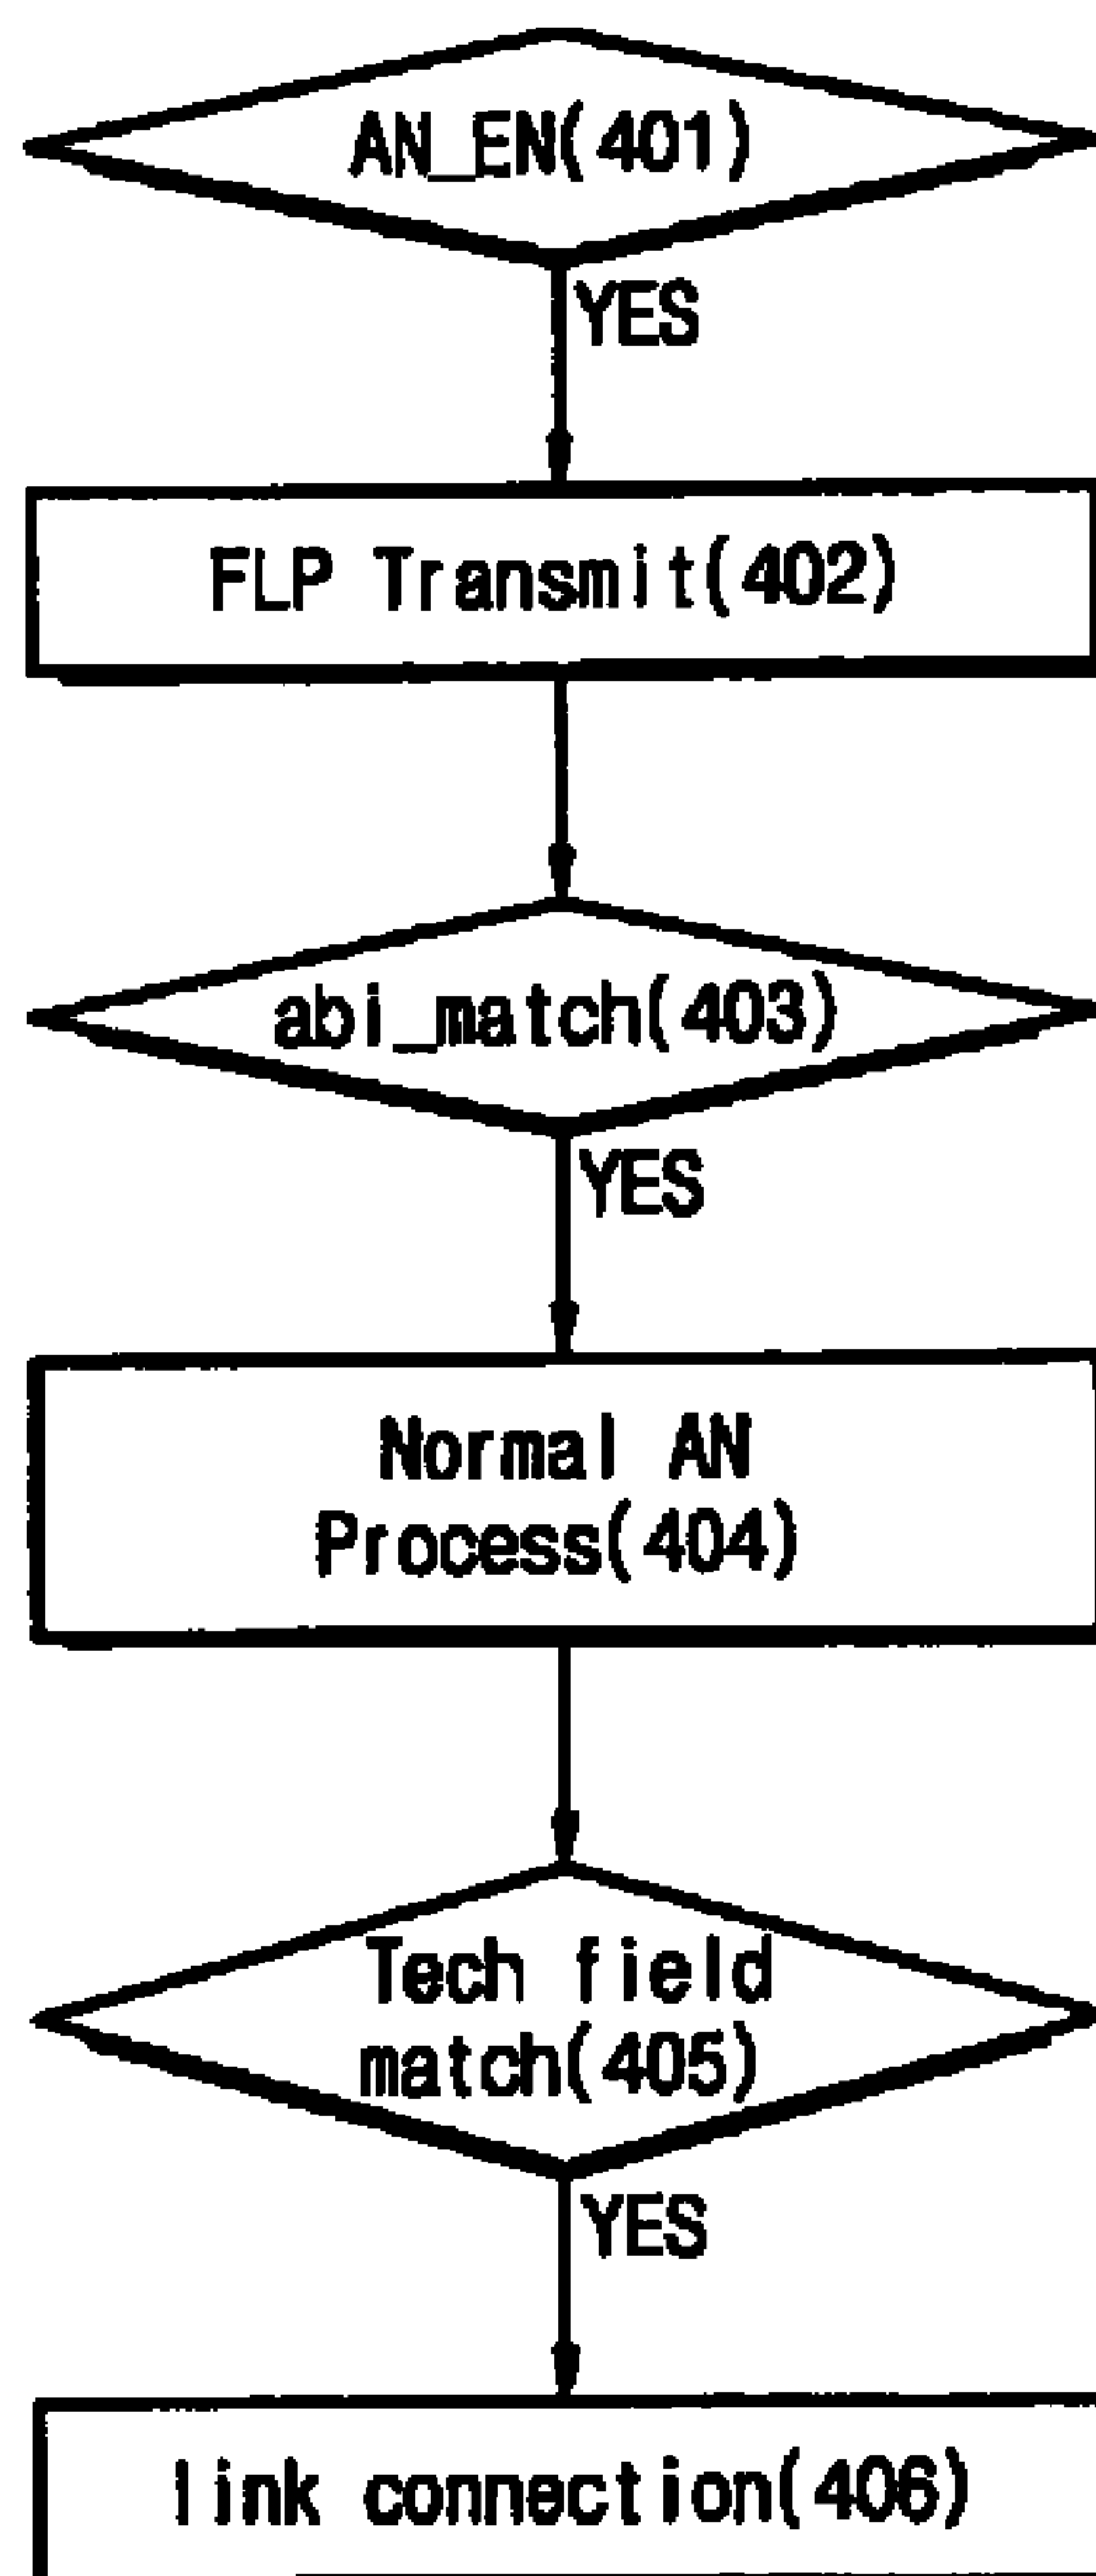 AN_EN(401)
YES
FLP Transmit(402)
abi_match(403)
YES
Normal AN
Process(404)
Tech field
match(405)
YES
link connection(406)